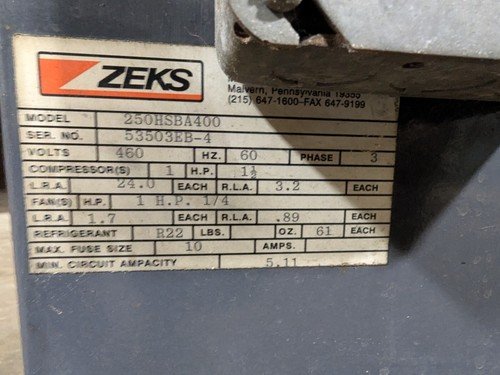 ZEKS
Malvern, Pennsylvania 19355
(215) 647-1600–FAX 647-9199
MODEL 250HSBA400
SER. NO. 53503EB-4
VOLTS 460 HZ. 60 PHASE 3
COMPRESSOR(S) 1 H.P. 1½
L.R.A. 24.0 EACH R.L.A. 3.2 EACH
FAN(S) H.P. 1 H.P. 1/4
L.R.A. 1.7 EACH R.L.A. .89 EACH
REFRIGERANT R22 LBS. OZ. 61 EACH
MAX. FUSE SIZE 10 AMPS.
MIN. CIRCUIT AMPACITY 5.11